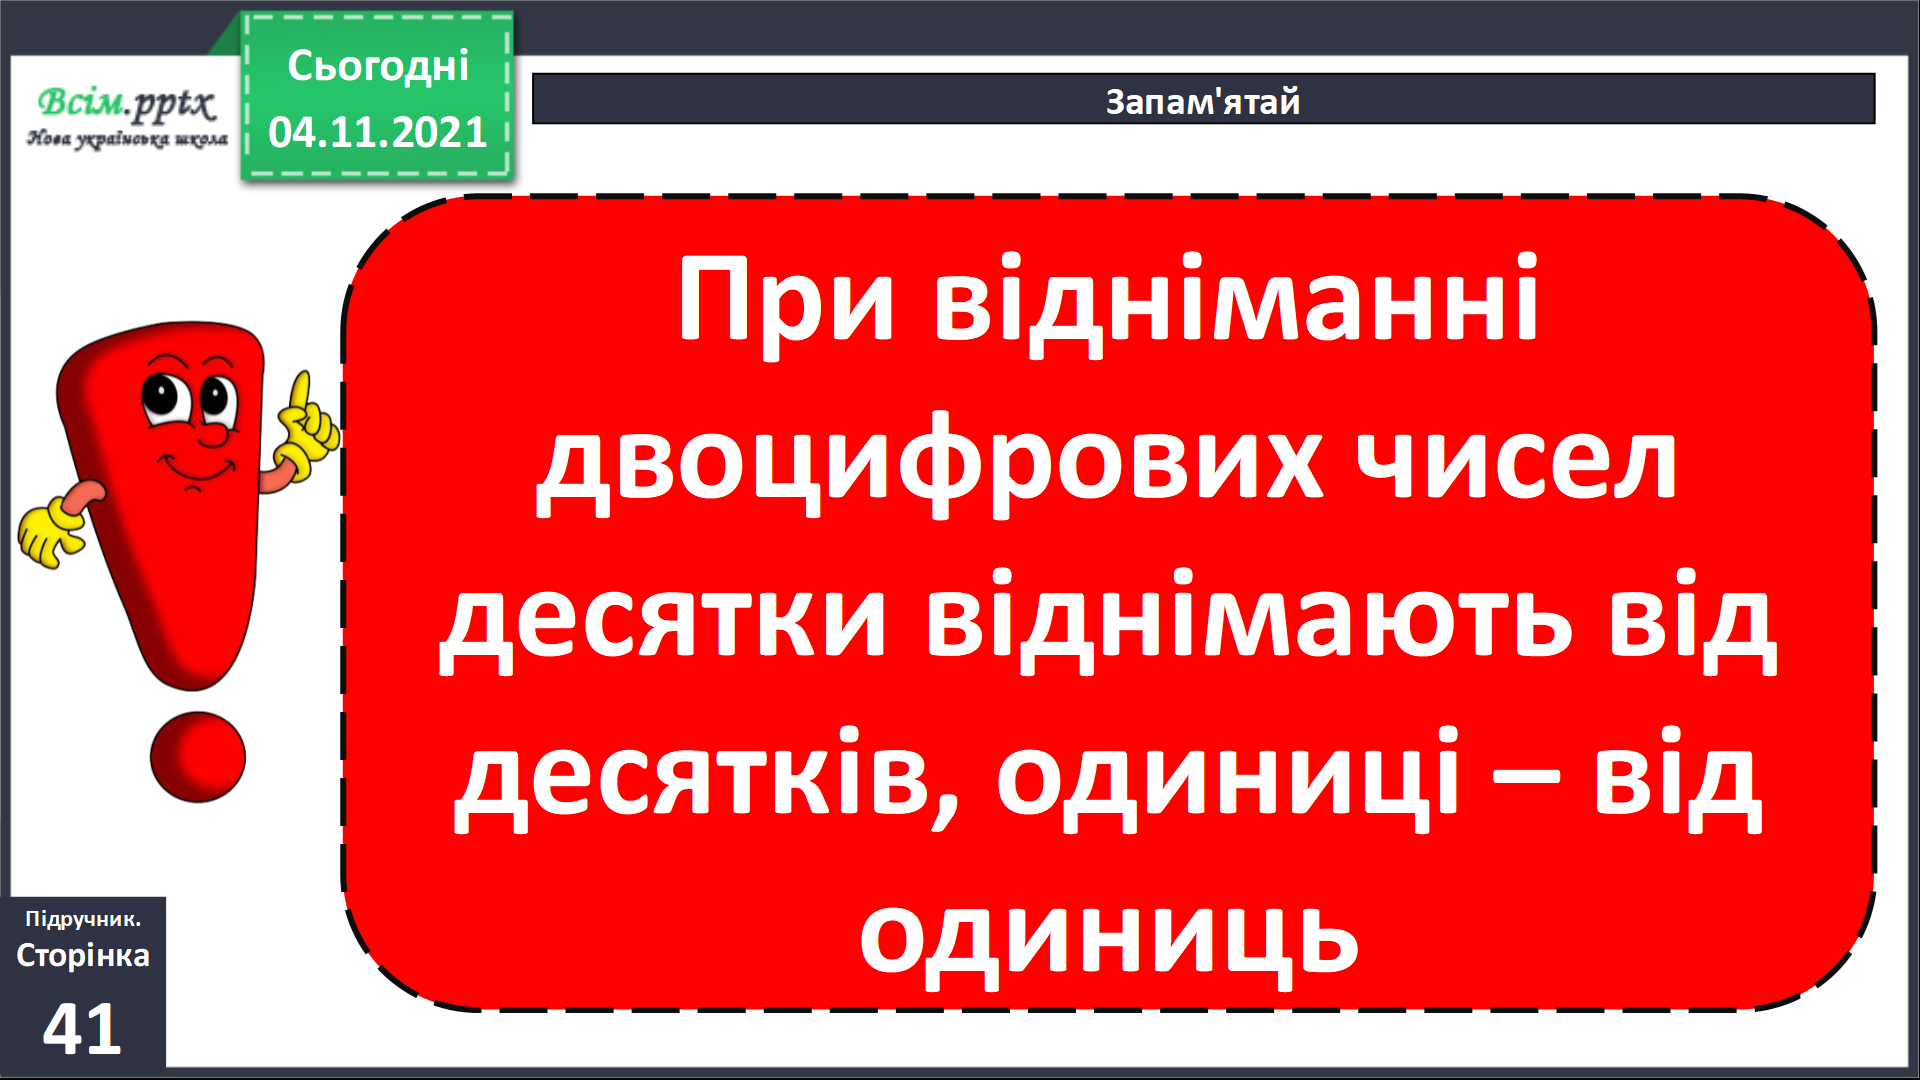 Всім.pptx
Нова українська школа
Сьогодні
04.11.2021
Запам'ятай
При відніманні
двоцифрових чисел
десятки віднімають від
десятків, одиниці – від
одиниць
Підручник.
Сторінка
41